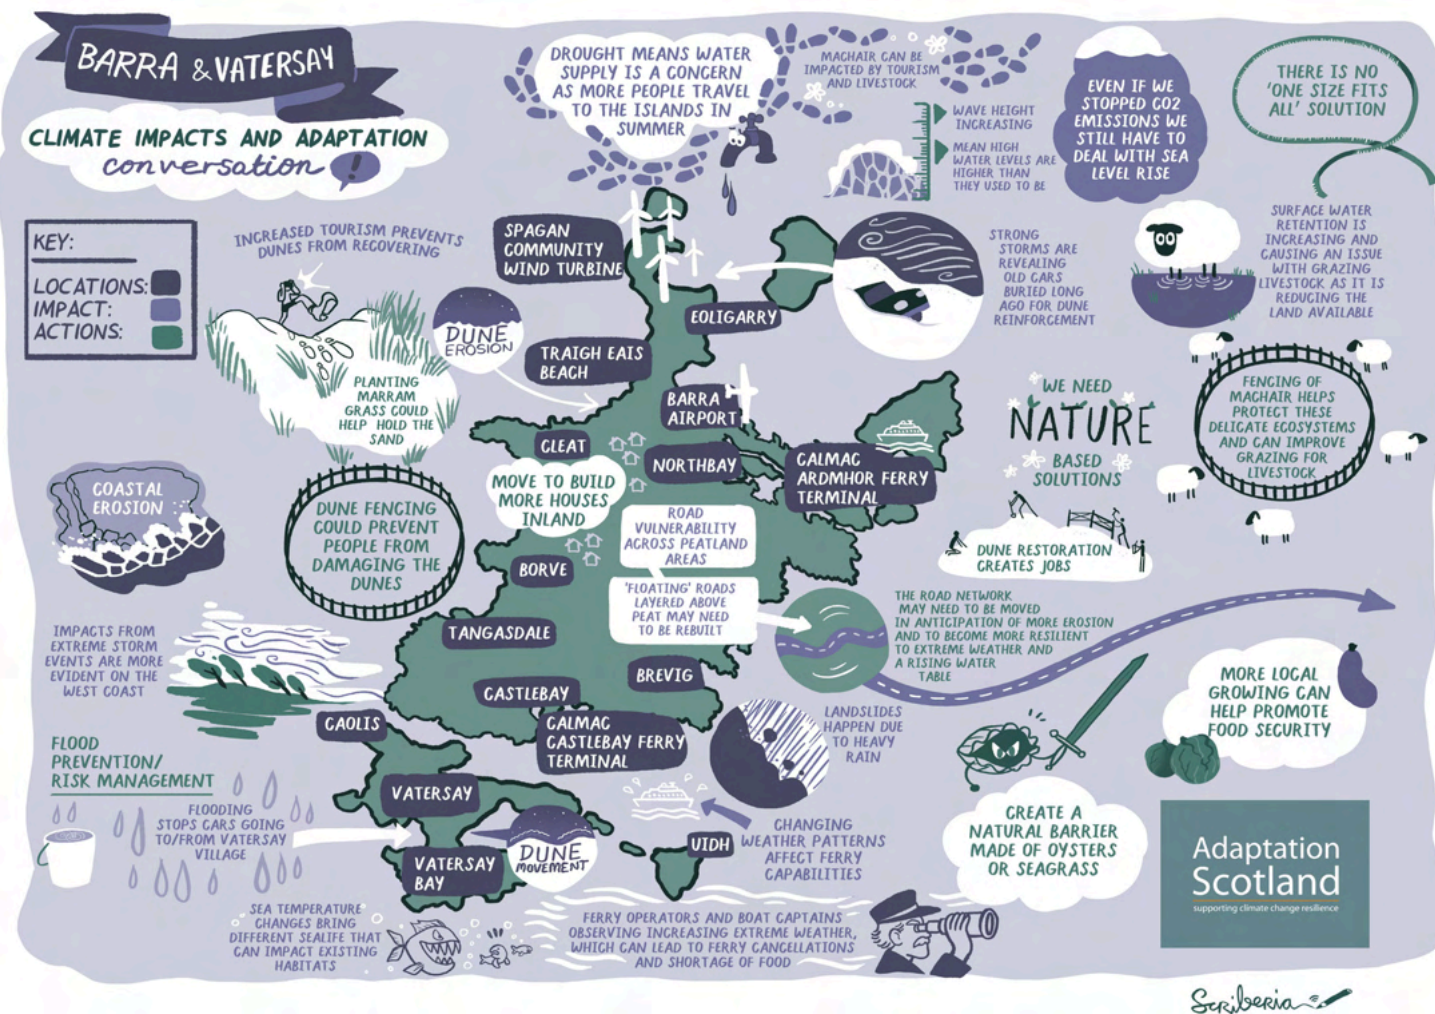 BARRA & VATERSAY
CLIMATE IMPACTS AND ADAPTATION
conversation !
KEY:
LOCATIONS:
IMPACT:
ACTIONS:
DROUGHT MEANS WATER
SUPPLY IS A CONCERN
AS MORE PEOPLE TRAVEL
TO THE ISLANDS IN
SUMMER
MACHAIR CAN BE
IMPACTED BY TOURISM
AND LIVESTOCK
WAVE HEIGHT
INCREASING
MEAN HIGH
WATER LEVELS ARE
HIGHER THAN
THEY USED TO BE
EVEN IF WE
STOPPED CO2
EMISSIONS WE
STILL HAVE TO
DEAL WITH SEA
LEVEL RISE
THERE IS NO
'ONE SIZE FITS
ALL' SOLUTION
INCREASED TOURISM PREVENTS
DUNES FROM RECOVERING
PLANTING
MARRAM
GRASS COULD
HELP HOLD THE
SAND
DUNE
EROSION
SPAGAN
COMMUNITY
WIND TURBINE
EOLIGARRY
TRAIGH EAIS
BEACH
BARRA
AIRPORT
STRONG
STORMS ARE
REVEALING
OLD CARS
BURIED LONG
AGO FOR DUNE
REINFORCEMENT
SURFACE WATER
RETENTION IS
INCREASING AND
CAUSING AN ISSUE
WITH GRAZING
LIVESTOCK AS IT IS
REDUCING THE
LAND AVAILABLE
CLEAT
NORTHBAY
CALMAC
ARDMHOR FERRY
TERMINAL
MOVE TO BUILD
MORE HOUSES
INLAND
WE NEED
NATURE
BASED
SOLUTIONS
FENCING OF
MACHAIR HELPS
PROTECT THESE
DELICATE ECOSYSTEMS
AND CAN IMPROVE
GRAZING FOR
LIVESTOCK
COASTAL
EROSION
DUNE FENCING
COULD PREVENT
PEOPLE FROM
DAMAGING THE
DUNES
ROAD
VULNERABILITY
ACROSS PEATLAND
AREAS
DUNE RESTORATION
CREATES JOBS
BORVE
'FLOATING' ROADS
LAYERED ABOVE
PEAT MAY NEED
TO BE REBUILT
THE ROAD NETWORK
MAY NEED TO BE MOVED
IN ANTICIPATION OF MORE EROSION
AND TO BECOME MORE RESILIENT
TO EXTREME WEATHER AND
A RISING WATER
TABLE
IMPACTS FROM
EXTREME STORM
EVENTS ARE MORE
EVIDENT ON THE
WEST COAST
TANGASDALE
BREVIG
CASTLEBAY
CAOLIS
CALMAC
CASTLEBAY FERRY
TERMINAL
LANDSLIDES
HAPPEN DUE
TO HEAVY
RAIN
MORE LOCAL
GROWING CAN
HELP PROMOTE
FOOD SECURITY
FLOOD
PREVENTION/
RISK MANAGEMENT
FLOODING
STOPS CARS GOING
TO/FROM VATERSAY
VILLAGE
VATERSAY
VATERSAY
BAY
DUNE
MOVEMENT
UIDH
CHANGING
WEATHER PATTERNS
AFFECT FERRY
CAPABILITIES
CREATE A
NATURAL BARRIER
MADE OF OYSTERS
OR SEAGRASS
Adaptation
Scotland
supporting climate change resilience
SEA TEMPERATURE
CHANGES BRING
DIFFERENT SEALIFE THAT
CAN IMPACT EXISTING
HABITATS
FERRY OPERATORS AND BOAT CAPTAINS
OBSERVING INCREASING EXTREME WEATHER,
WHICH CAN LEAD TO FERRY CANCELLATIONS
AND SHORTAGE OF FOOD
Scriberia